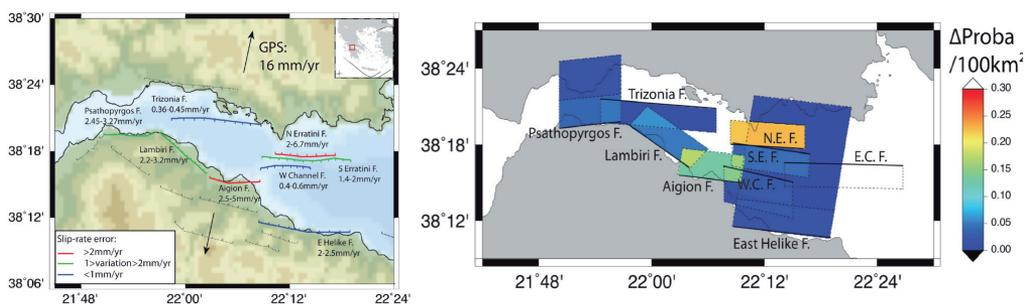 38°30'
38°24'
38°18'
38°12'
38°06'
GPS:
16 mm/yr
Trizonia F.
0.36-0.45mm/yr
Psathopyrgos F.
2.45-3.27mm/yr
N Erratini F.
2-6.7mm/yr
Lambiri F.
2.2-3.2mm/yr
S Erratini F.
1.4-2mm/yr
W Channel F.
0.4-0.6mm/yr
Aigion F.
2.5-5mm/yr
E Helike F.
2-2.5mm/yr
Slip-rate error:
>2mm/yr
1>variation>2mm/yr
<1mm/yr
21°48' 22°00' 22°12' 22°24'
38°24'
38°18'
38°12'
Trizonia F.
Psathopyrgos F.
Lambiri F.
Aigion F.
N.E. F.
S.E. F.
E.C. F.
W.C. F.
East Helike F.
21°48' 22°00' 22°12' 22°24'
ΔProba
/100km²
0.30
0.25
0.20
0.15
0.10
0.05
0.00